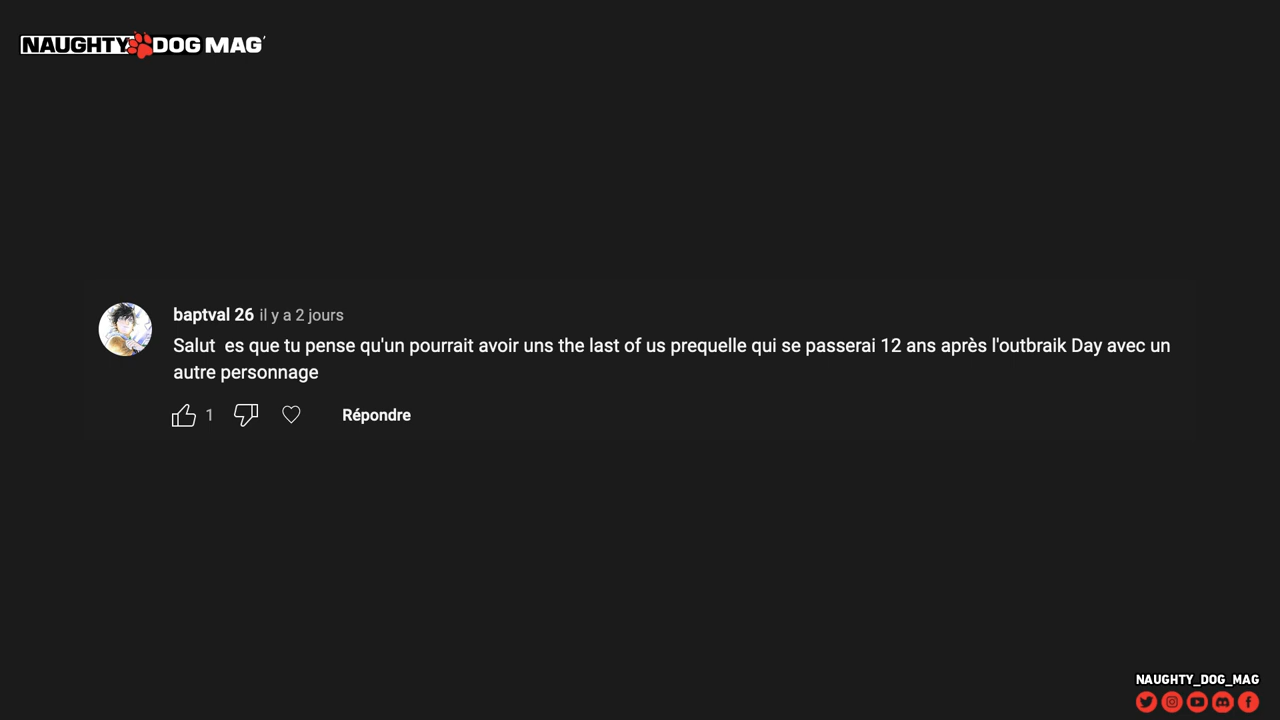 NAUGHTY DOG MAG'
baptval 26 il y a 2 jours
Salut  es que tu pense qu'un pourrait avoir uns the last of us prequelle qui se passerai 12 ans après l'outbraik Day avec un
autre personnage
1
Répondre
NAUGHTY_DOG_MAG